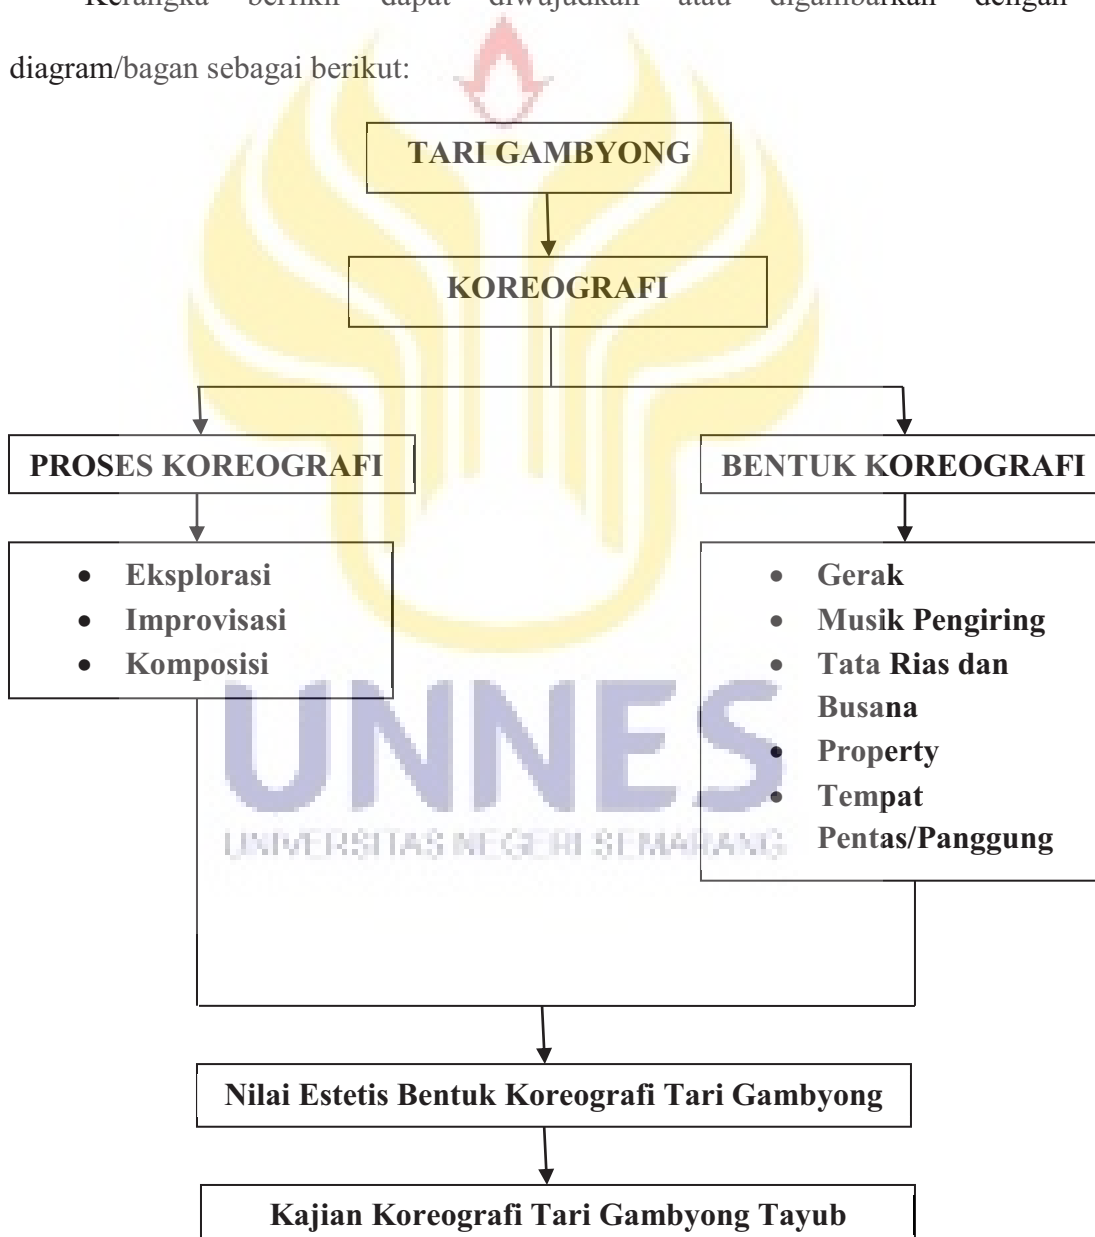 Kerangka berfikir dapat diwujudkan atau digambarkan dengan
diagram/bagan sebagai berikut:
TARI GAMBYONG
KOREOGRAFI
PROSES KOREOGRAFI
• Eksplorasi
• Improvisasi
• Komposisi
BENTUK KOREOGRAFI
• Gerak
• Musik Pengiring
• Tata Rias dan
Busana
• Property
• Tempat
Pentas/Panggung
UNNES
UNIVERSITAS NEGERI SEMARANG
Nilai Estetis Bentuk Koreografi Tari Gambyong
Kajian Koreografi Tari Gambyong Tayub